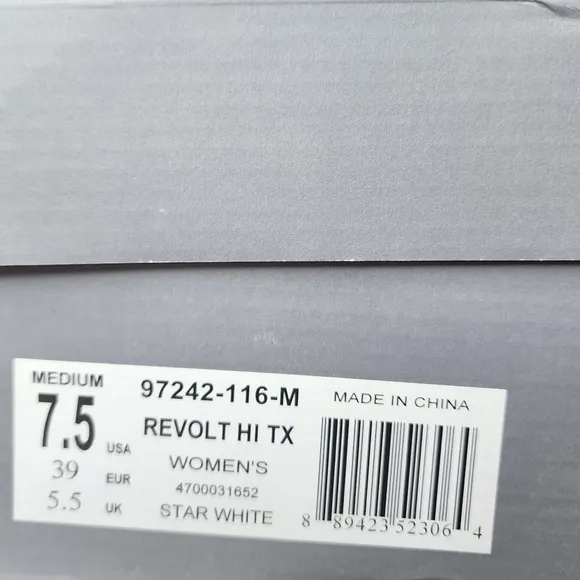 MEDIUM
7.5 USA
39 EUR
5.5 UK
97242-116-M
REVOLT HI TX
WOMEN'S
4700031652
STAR WHITE
MADE IN CHINA
8 89423 52306 4